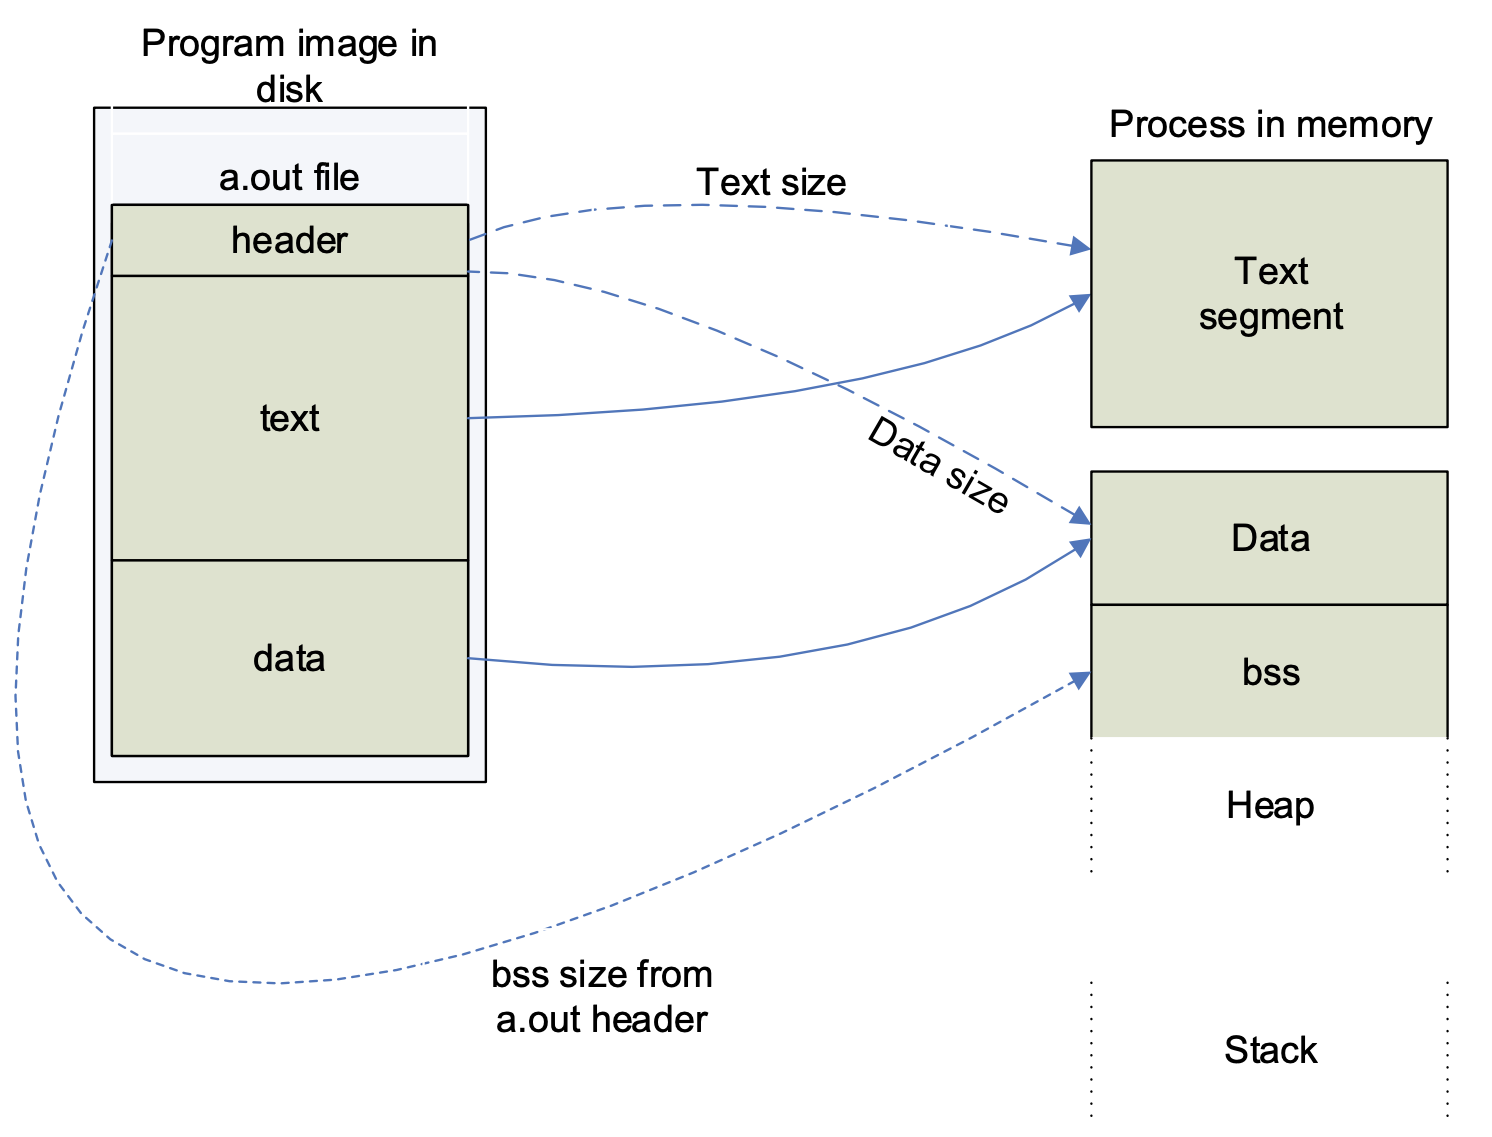 Program image in
disk
a.out file
header
text
data
Text size
Data size
bss size from
a.out header
Process in memory
Text
segment
Data
bss
Heap
Stack